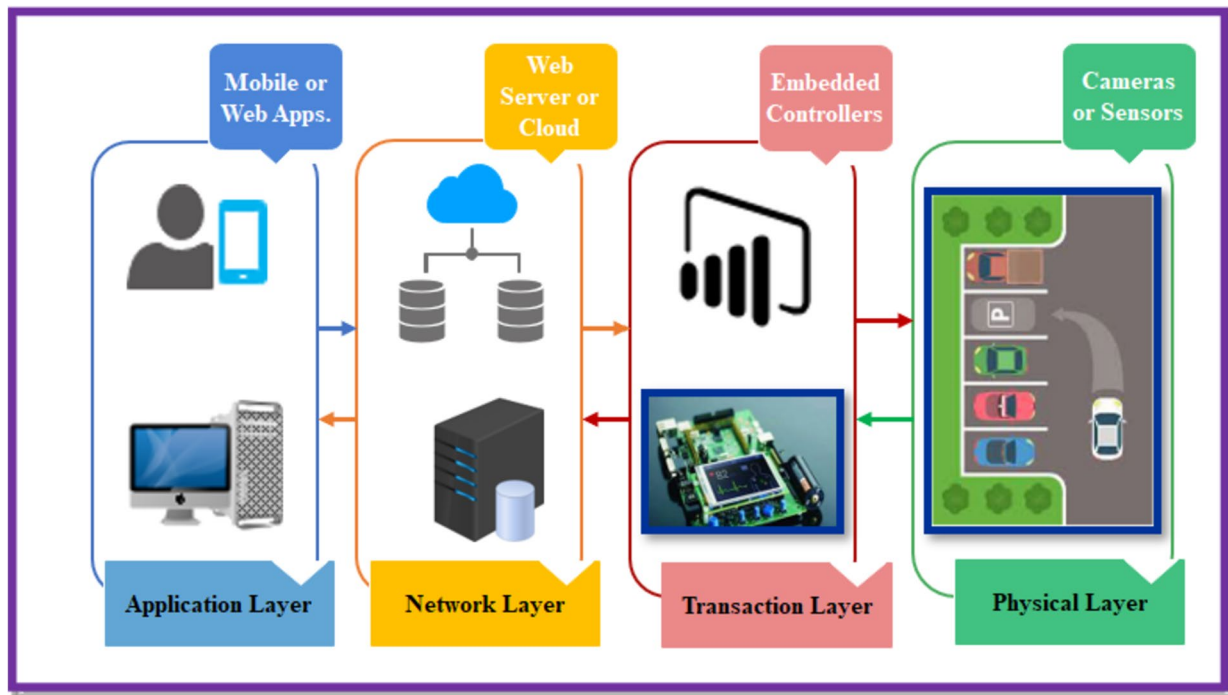 Mobile or
Web Apps.
Web
Server or
Cloud
Embedded
Controllers
Cameras
or Sensors
P
82
Application Layer
Network Layer
Transaction Layer
Physical Layer